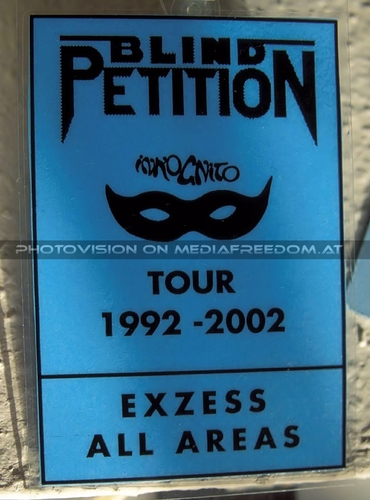 BLIND
PETITION
INKOGNITO
PHOTOVISION ON MEDIAFREEDOM.AT
TOUR
1992 -2002
EXZESS
ALL AREAS